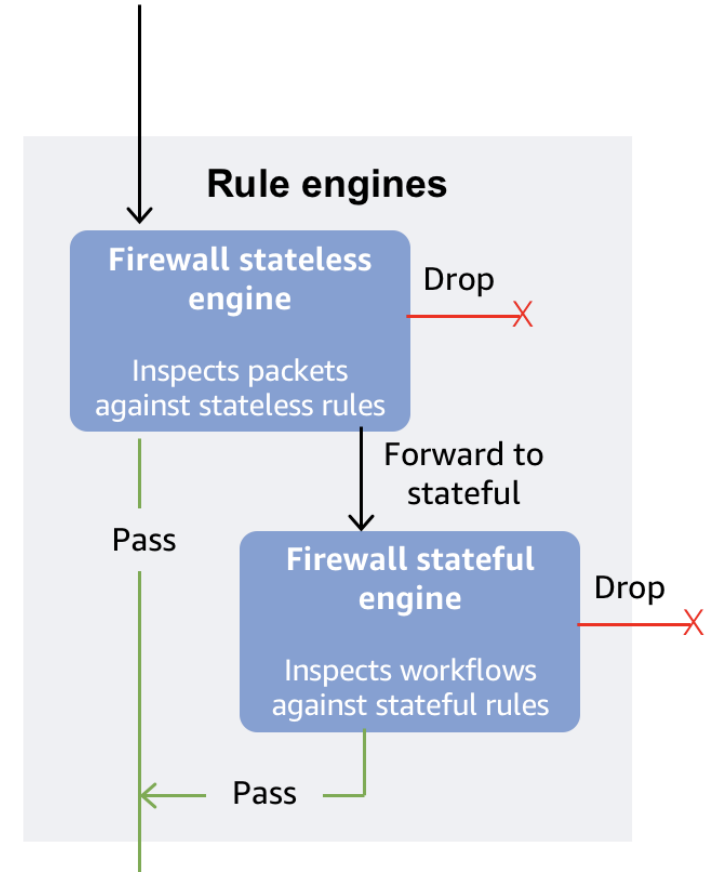 Rule engines
Firewall stateless
engine
Drop
Inspects packets
against stateless rules
Forward to
stateful
Pass
Firewall stateful
engine
Drop
Inspects workflows
against stateful rules
Pass